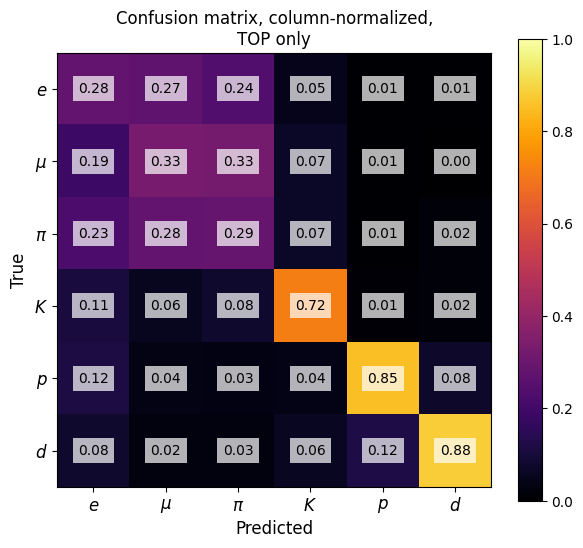 Confusion matrix, column-normalized,
TOP only
True
e 0.28 0.27 0.24 0.05 0.01 0.01
μ 0.19 0.33 0.33 0.07 0.01 0.00
π 0.23 0.28 0.29 0.07 0.01 0.02
K 0.11 0.06 0.08 0.72 0.01 0.02
p 0.12 0.04 0.03 0.04 0.85 0.08
d 0.08 0.02 0.03 0.06 0.12 0.88
e μ π K p d
Predicted
1.0
0.8
0.6
0.4
0.2
0.0